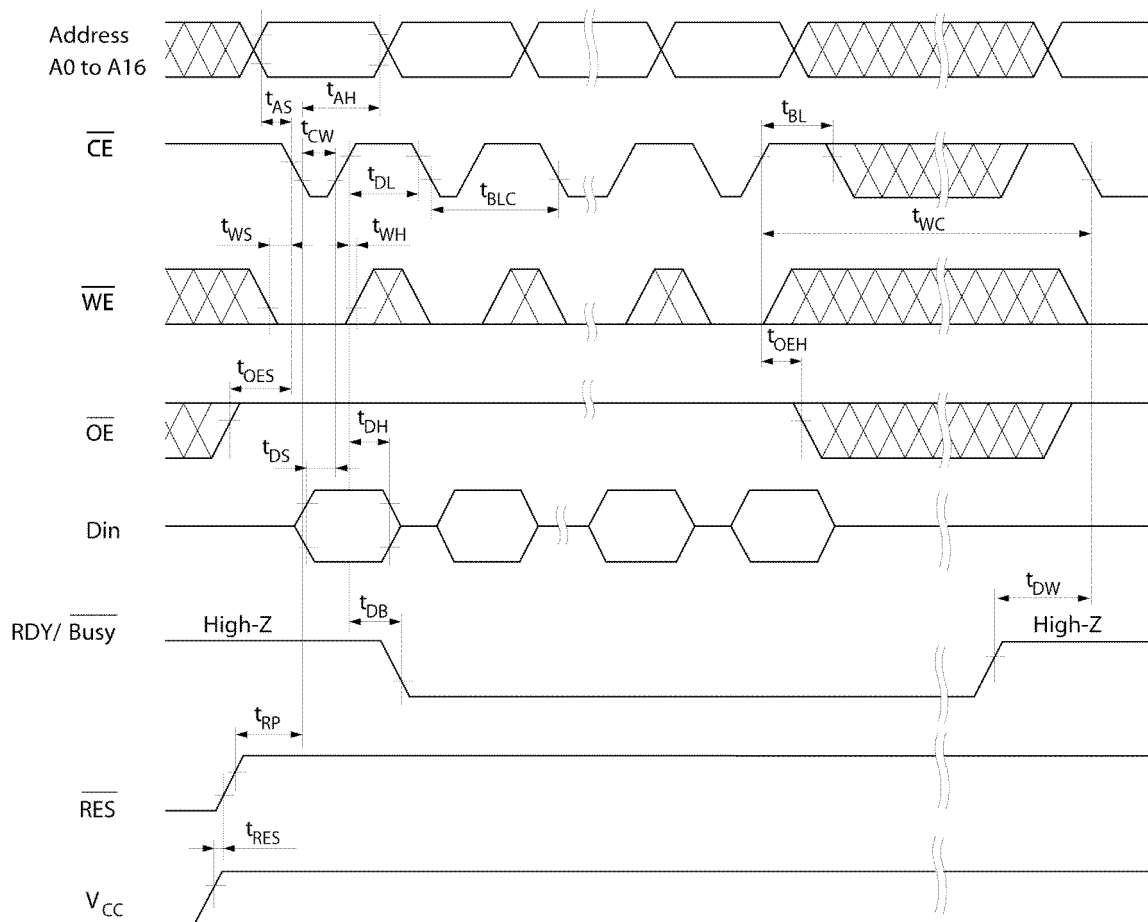 Address
A0 to A16
tAS
tAH
tCW
tBL
CE
tDL
tBLC
tWC
tWS
tWH
WE
tOES
tOEH
OE
tDH
tDS
Din
tDB
tDW
RDY/ Busy
High-Z
High-Z
tRP
RES
tRES
VCC